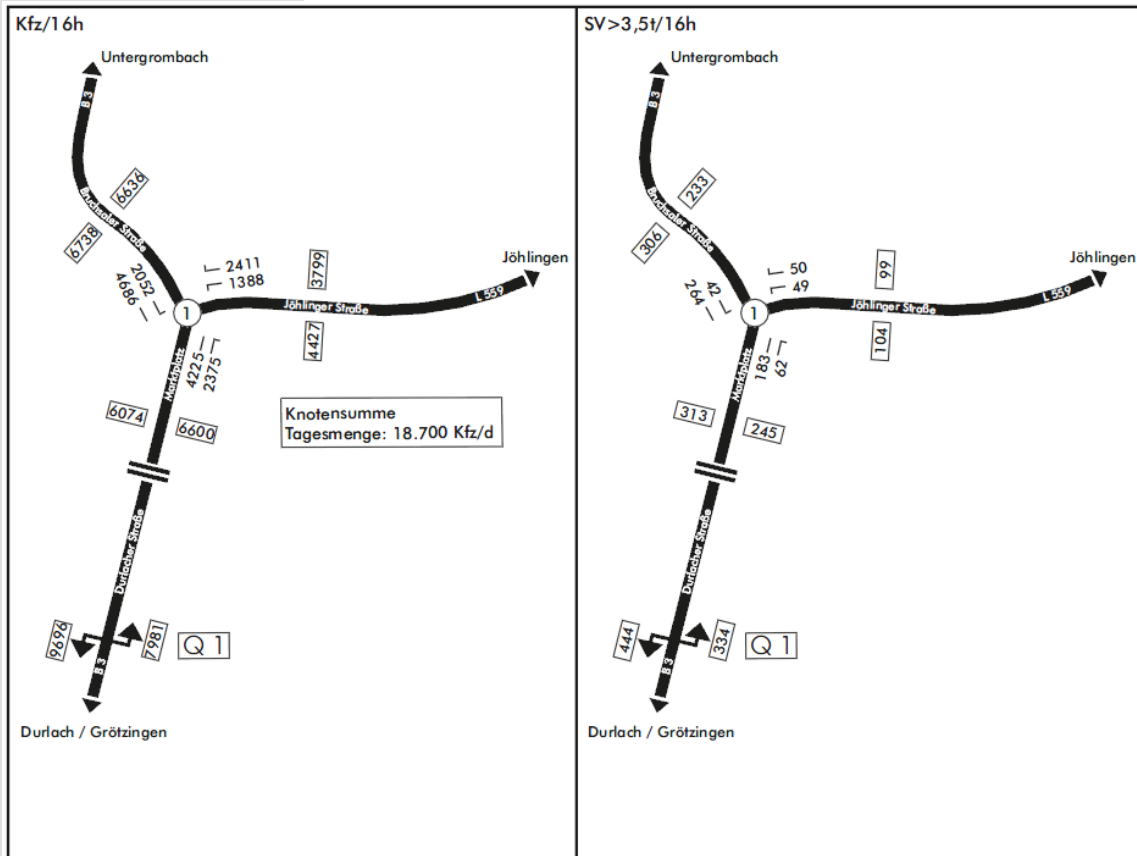 Kfz/16h
Untergrombach
B 3
6636
Bruchsaler Straße
6738
2052
4686
2411
1388
3799
Jöhlingen
L 559
Jöhlinger Straße
1
4427
4225
2375
Marktplatz
6074
6600
Knotensumme
Tagesmenge: 18.700 Kfz/d
Durlacher Straße
9696
7981
Q 1
B 3
Durlach / Grötzingen
SV>3,5t/16h
Untergrombach
B 3
233
Bruchsaler Straße
306
42
264
50
49
99
Jöhlingen
L 559
Jöhlinger Straße
1
104
183
62
Marktplatz
313
245
Durlacher Straße
444
334
Q 1
B 3
Durlach / Grötzingen